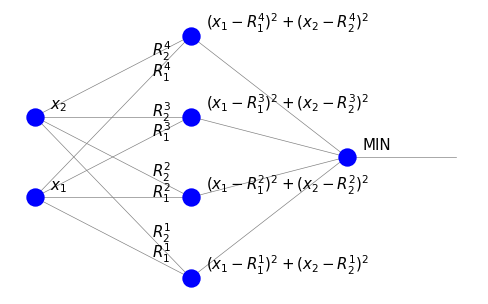 $(x_1 - R_1^4)^2 + (x_2 - R_2^4)^2$
$R_2^4$
$R_1^4$
$x_2$
$(x_1 - R_1^3)^2 + (x_2 - R_2^3)^2$
$R_2^3$
$R_1^3$
MIN
$x_1$
$R_2^2$
$R_1^2$
$(x_1 - R_1^2)^2 + (x_2 - R_2^2)^2$
$R_2^1$
$R_1^1$
$(x_1 - R_1^1)^2 + (x_2 - R_2^1)^2$